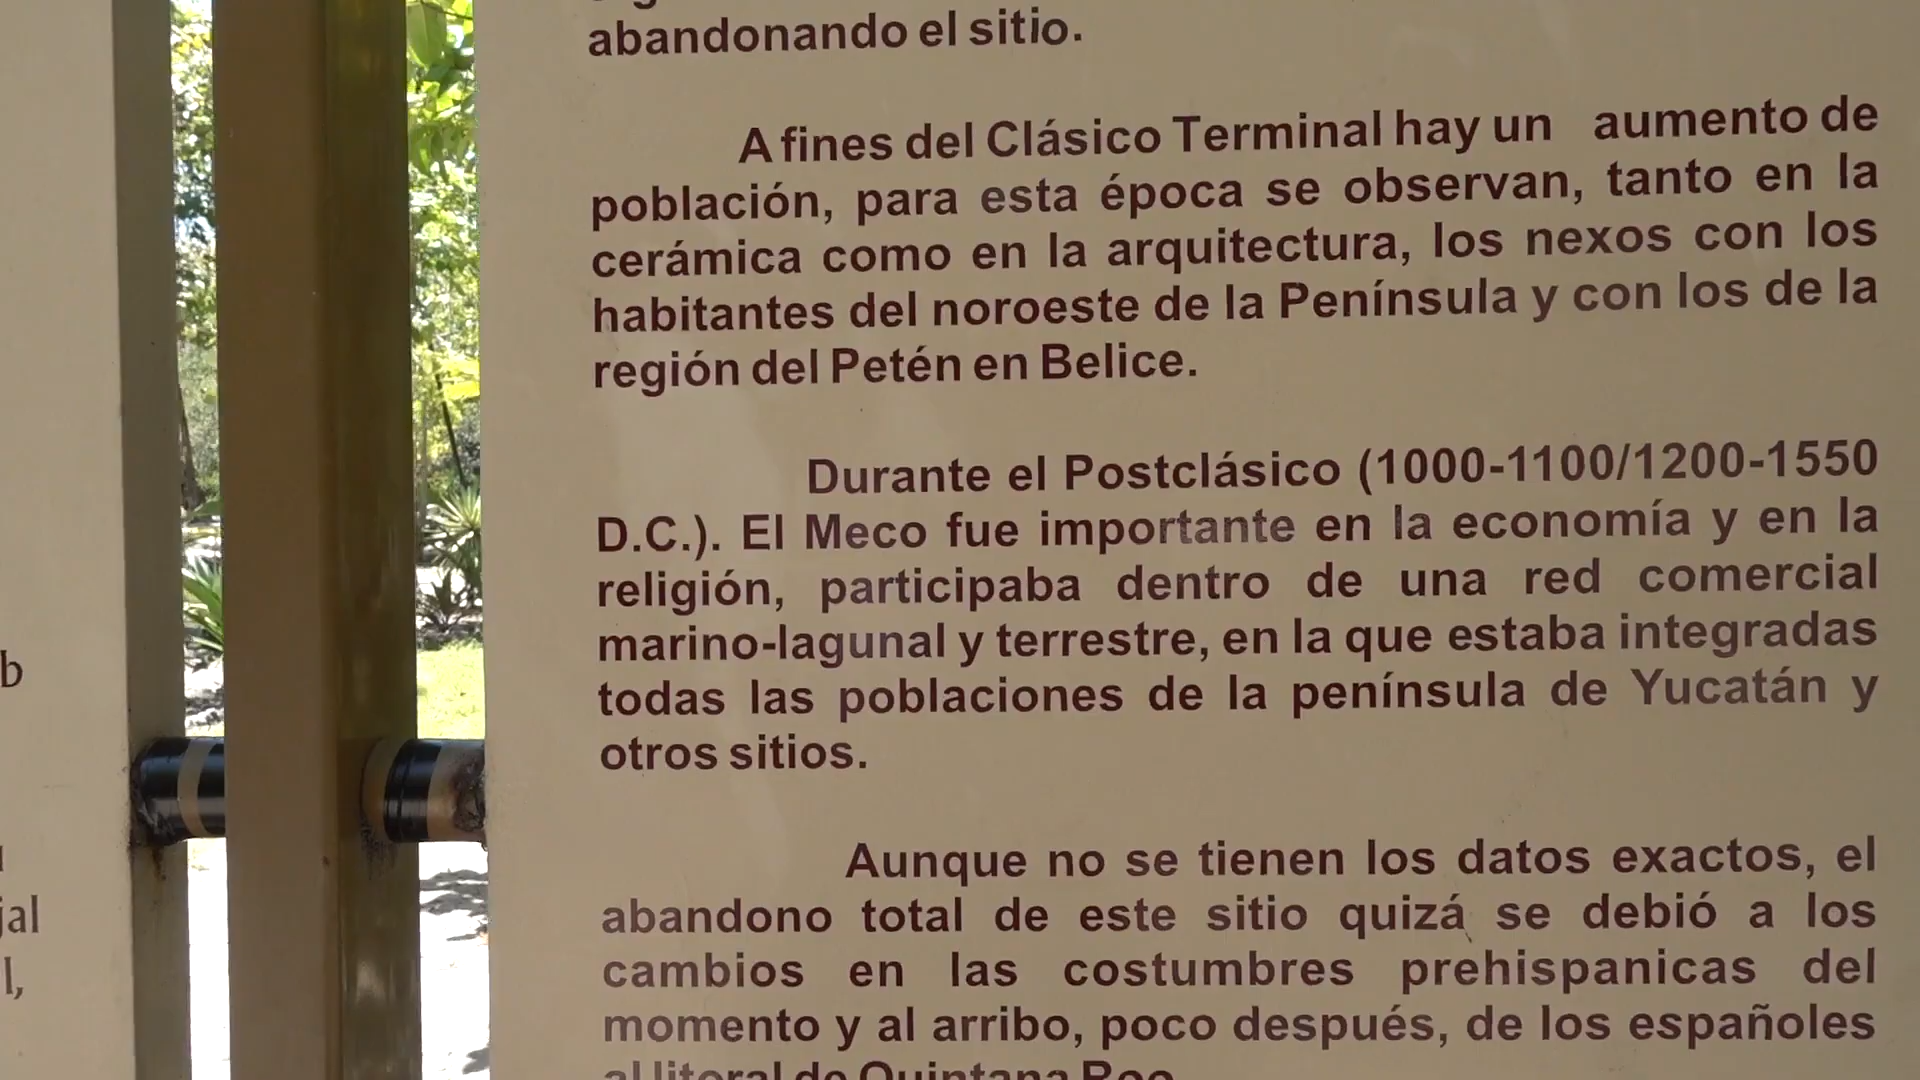 abandonando el sitio.
A fines del Clásico Terminal hay un aumento de
población, para esta época se observan, tanto en la
cerámica como en la arquitectura, los nexos con los
habitantes del noroeste de la Península y con los de la
región del Petén en Belice.
Durante el Postclásico (1000-1100/1200-1550
D.C.). El Meco fue importante en la economía y en la
religión, participaba dentro de una red comercial
marino-lagunal y terrestre, en la que estaba integradas
todas las poblaciones de la península de Yucatán y
otros sitios.
Aunque no se tienen los datos exactos, el
abandono total de este sitio quizá se debió a los
cambios en las costumbres prehispanicas del
momento y al arribo, poco después, de los españoles
al litoral de Quintana Roo
b
jal
l,